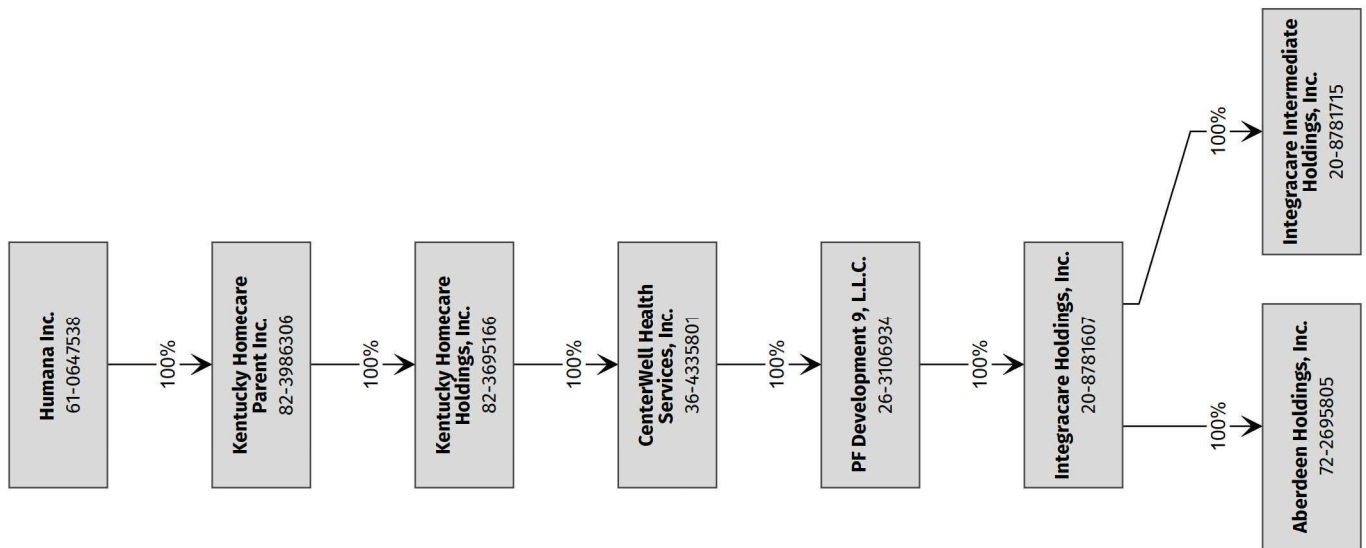 Humana Inc.
61-0647538
100%
Kentucky Homecare
Parent Inc.
82-3986306
100%
Kentucky Homecare
Holdings, Inc.
82-3695166
100%
CenterWell Health
Services, Inc.
36-4335801
100%
PF Development 9, L.L.C.
26-3106934
100%
Integracare Holdings, Inc.
20-8781607
100%
Aberdeen Holdings, Inc.
72-2695805
100%
Integracare Intermediate
Holdings, Inc.
20-8781715